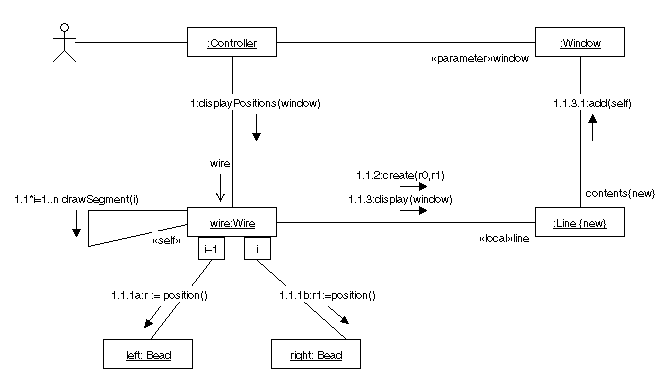 :Controller
:Window
«parameter»window
1:displayPositions(window)
1.1.3.1:add(self)
wire
1.1.2:create(r0,r1)
1.1*i=1..n drawSegment(i)
1.1.3:display(window)
contents{new}
wire:Wire
:Line {new}
«self»
«local»line
i-1
i
1.1.1a:r := position()
1.1.1b:r1:=position()
left: Bead
right: Bead